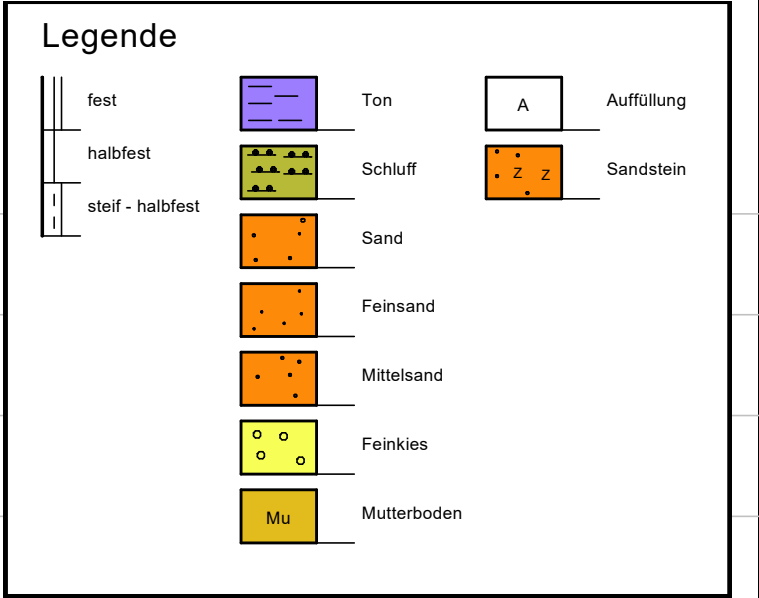 Legende
fest
halbfest
steif - halbfest
Ton
Schluff
Sand
Feinsand
Mittelsand
Feinkies
Mu
Mutterboden
A
Auffüllung
Z Z
Sandstein